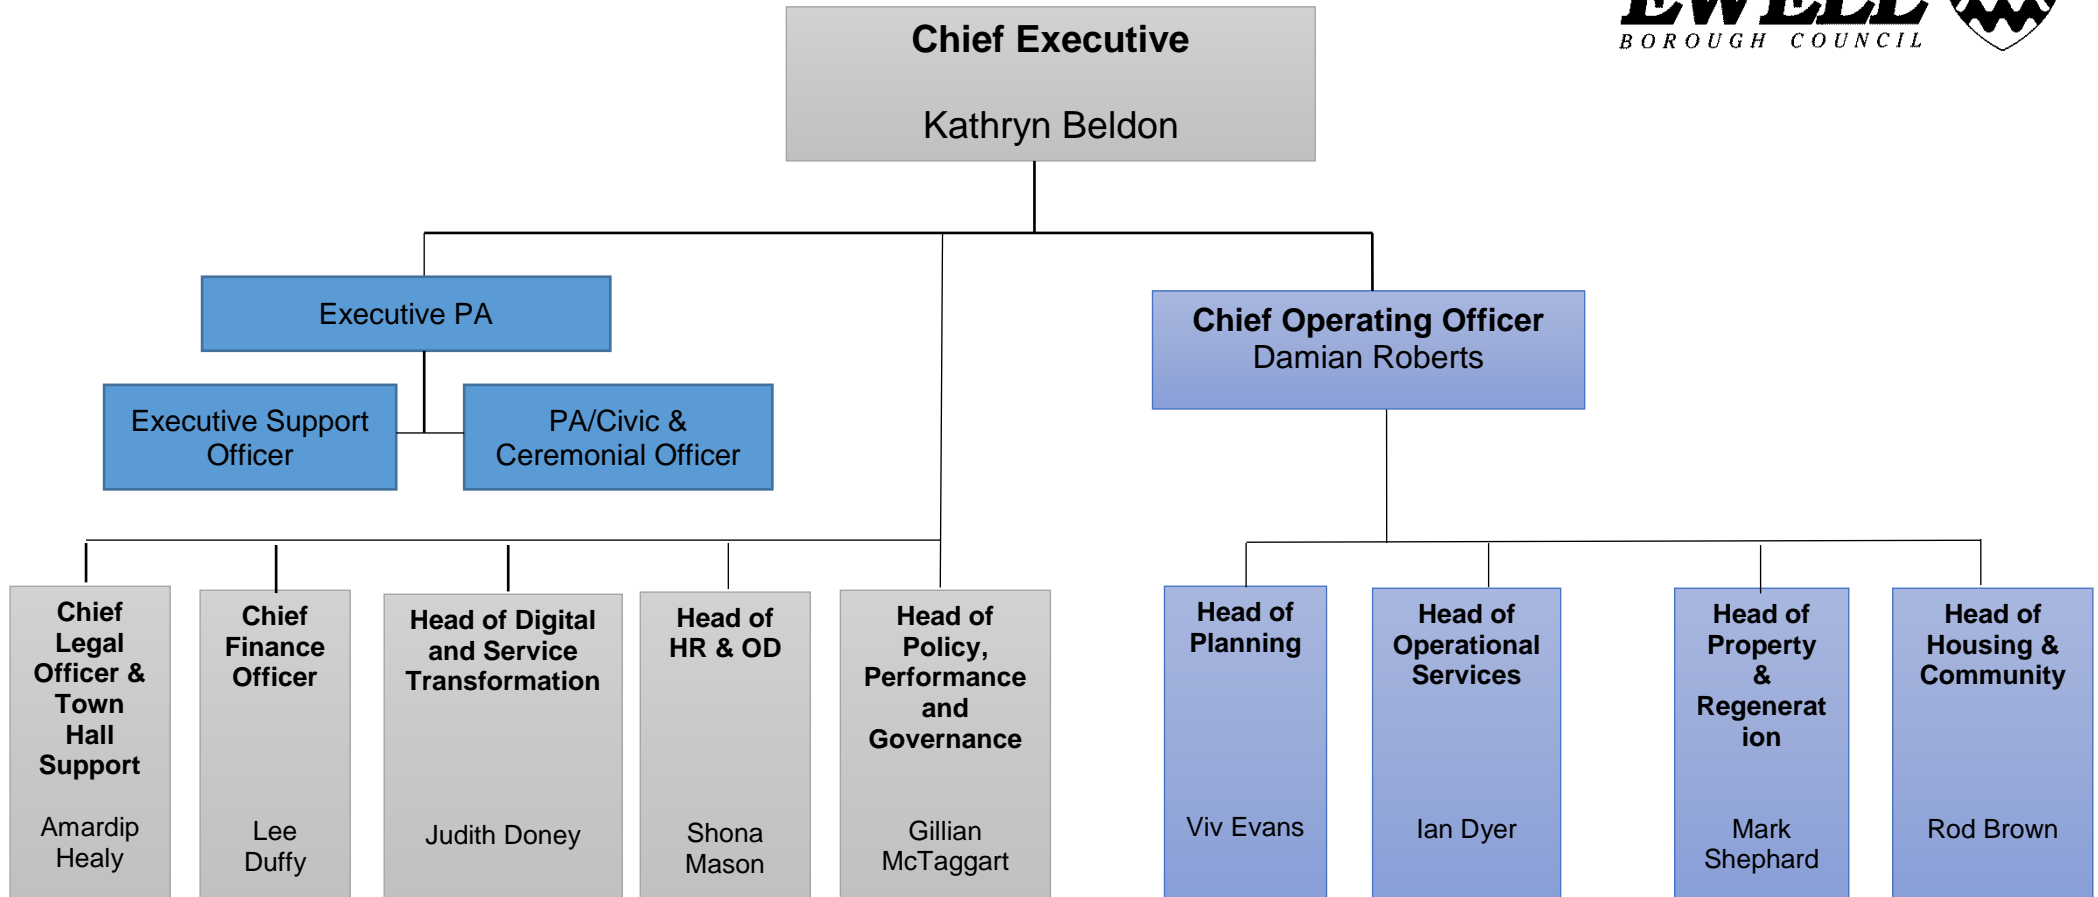 EWELL
BOROUGH COUNCIL
Chief Executive
Kathryn Beldon
Executive PA
Chief Operating Officer
Damian Roberts
Executive Support
Officer
PA/Civic &
Ceremonial Officer
Chief
Legal
Officer &
Town
Hall
Support
Amardip
Healy
Chief
Finance
Officer
Lee
Duffy
Head of Digital
and Service
Transformation
Judith Doney
Head of
HR & OD
Shona
Mason
Head of
Policy,
Performance
and
Governance
Gillian
McTaggart
Head of
Planning
Viv Evans
Head of
Operational
Services
Ian Dyer
Head of
Property
&
Regenerat
ion
Mark
Shephard
Head of
Housing &
Community
Rod Brown